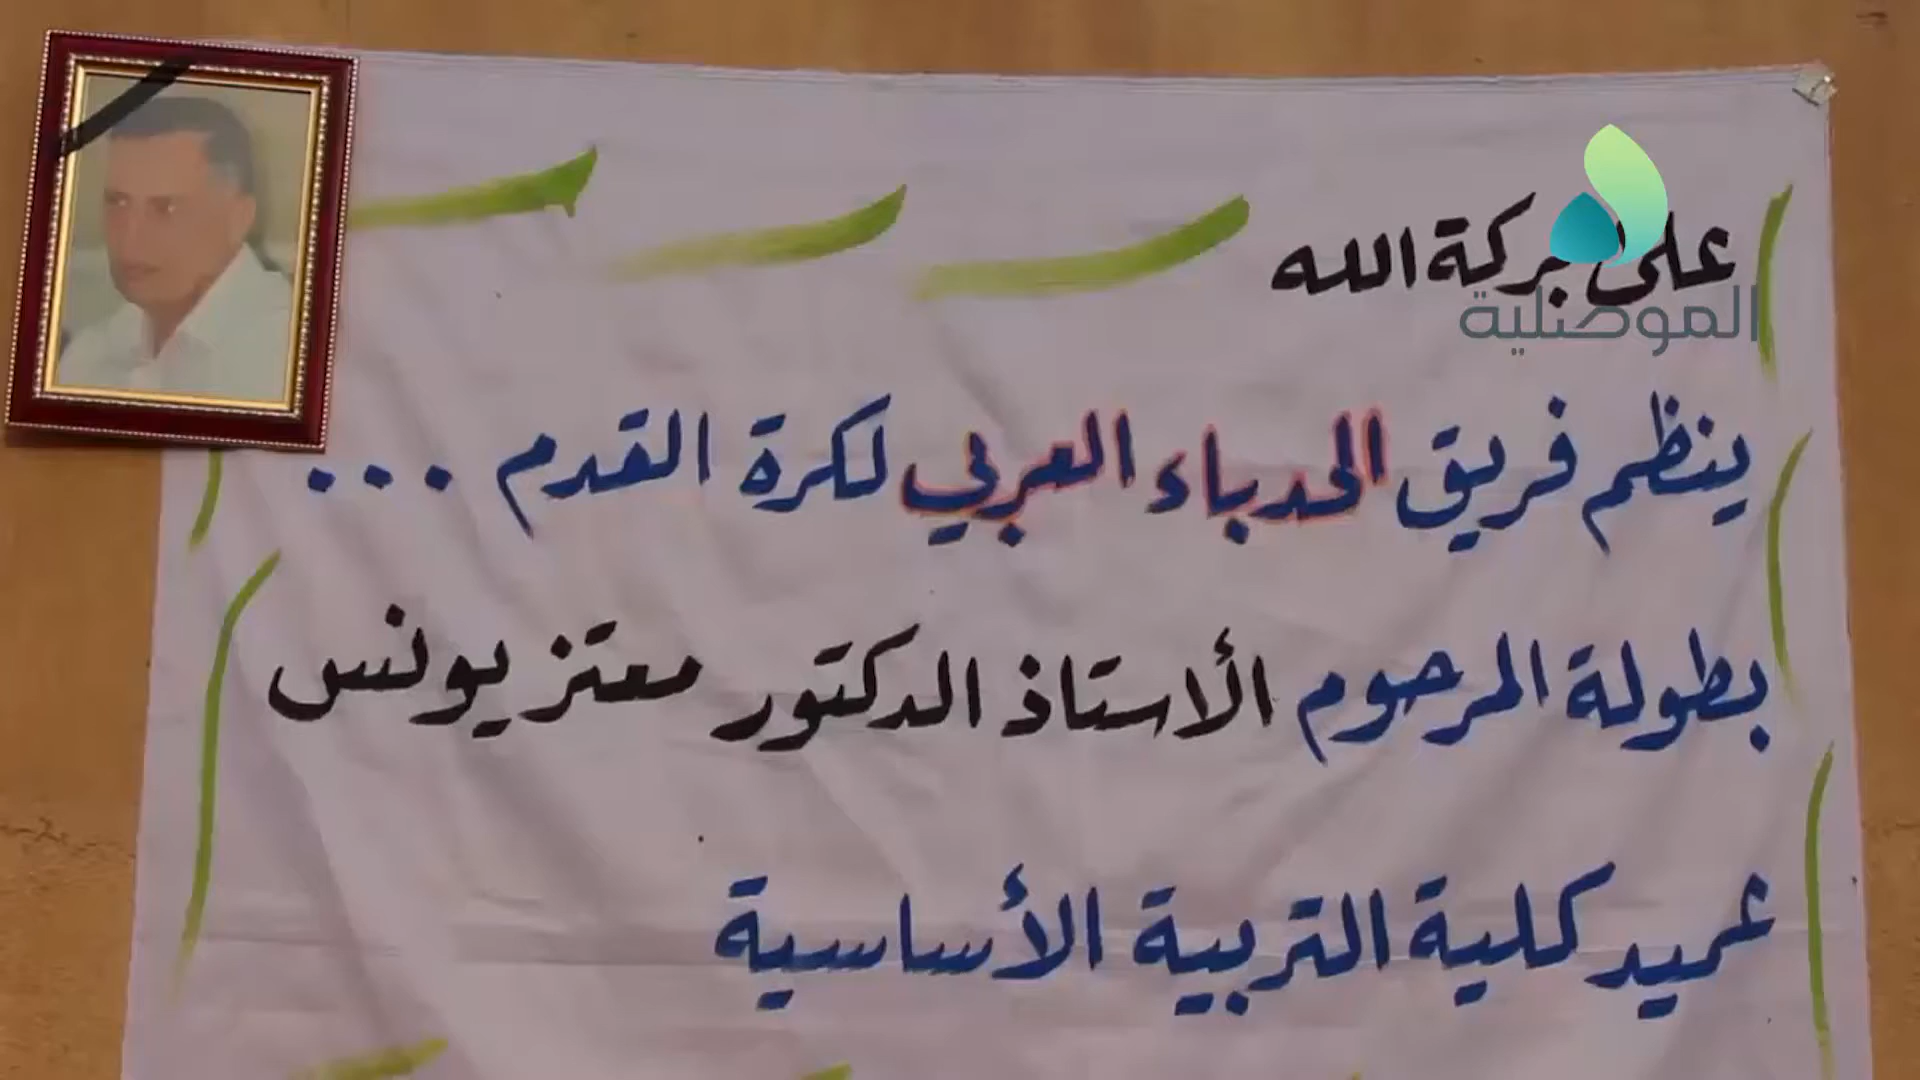 على بركة الله
الموصلية
ينظم فريق الحدباء العربي لكرة القدم ...
بطولة المرحوم الأستاذ الدكتور معتز يونس
عميد كلية التربية الأساسية